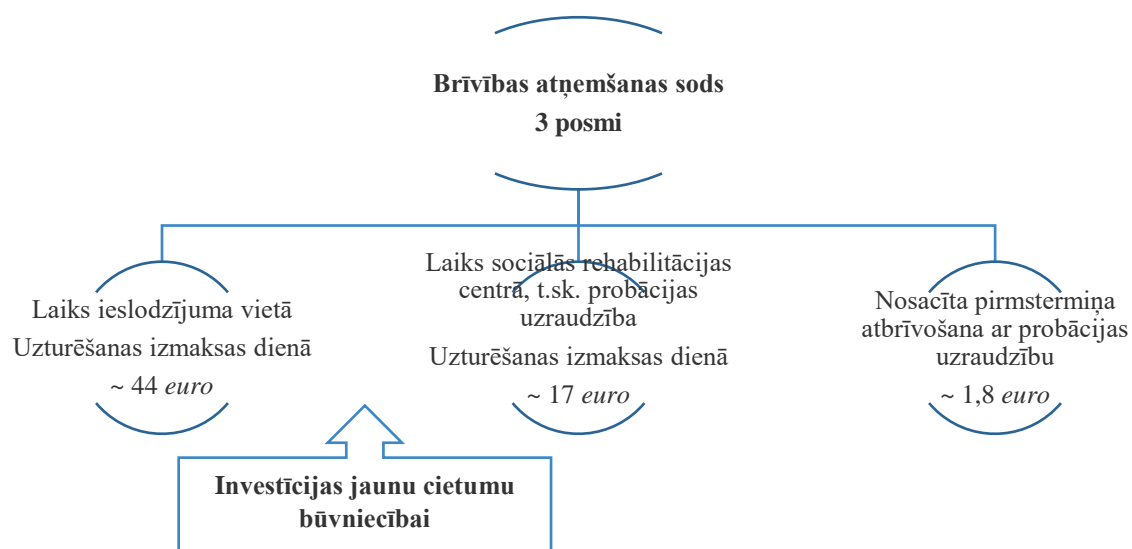 Brīvības atņemšanas sods
3 posmi
Laiks ieslodzījuma vietā
Uzturēšanas izmaksas dienā
~ 44 euro
Laiks sociālās rehabilitācijas
centrā, t.sk. probācijas
uzraudzība
Uzturēšanas izmaksas dienā
~ 17 euro
Nosacīta pirmstermiņa
atbrīvošana ar probācijas
uzraudzību
~ 1,8 euro
Investīcijas jaunu cietumu
būvniecībai